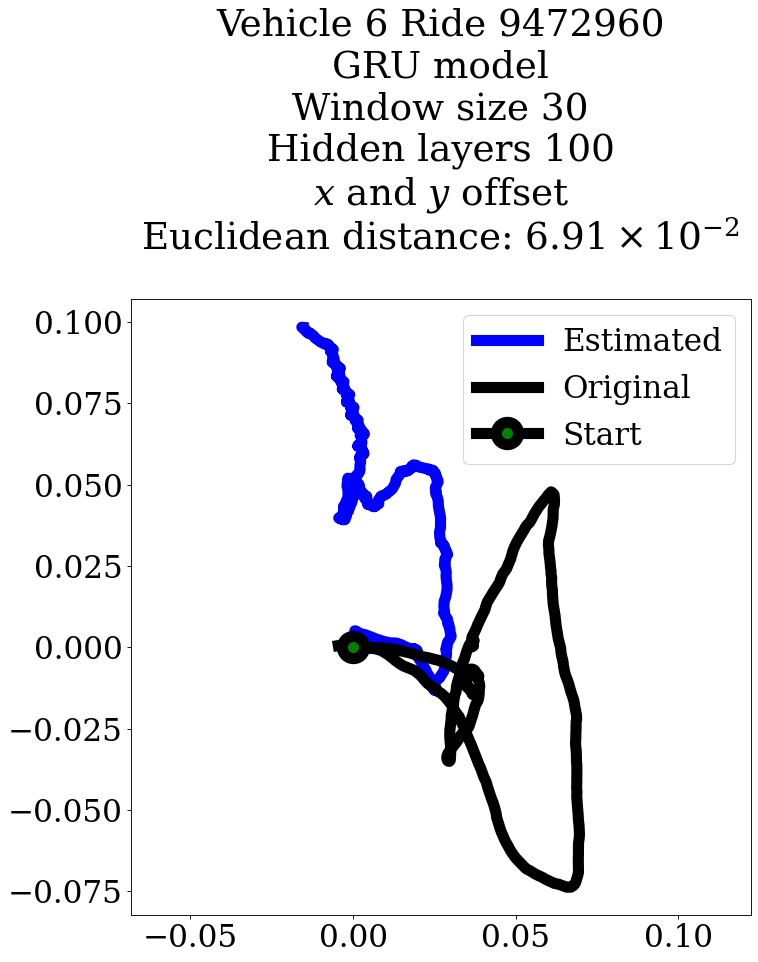 Vehicle 6 Ride 9472960
GRU model
Window size 30
Hidden layers 100
x and y offset
Euclidean distance: 6.91 × 10⁻²
Estimated
Original
Start
0.100
0.075
0.050
0.025
0.000
−0.025
−0.050
−0.075
−0.05 0.00 0.05 0.10